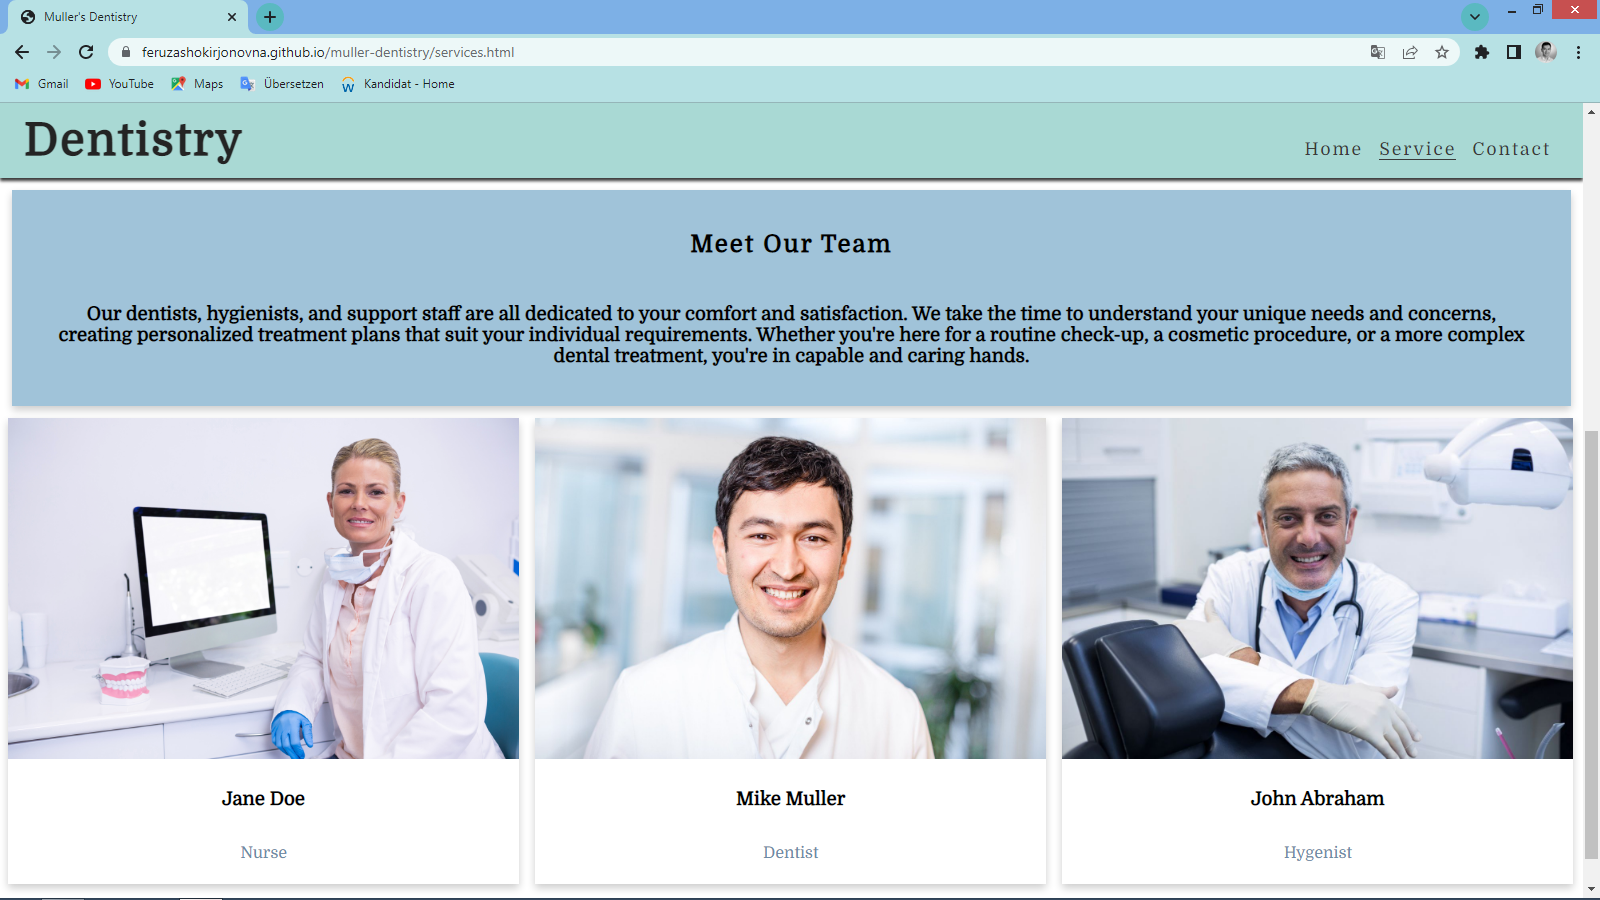 Muller's Dentistry
feruzashokirjonovna.github.io/muller-dentistry/services.html
Gmail YouTube Maps Übersetzen Kandidat - Home
Dentistry
Home Service Contact
Meet Our Team
Our dentists, hygienists, and support staff are all dedicated to your comfort and satisfaction. We take the time to understand your unique needs and concerns,
creating personalized treatment plans that suit your individual requirements. Whether you're here for a routine check-up, a cosmetic procedure, or a more complex
dental treatment, you're in capable and caring hands.
Jane Doe
Nurse
Mike Muller
Dentist
John Abraham
Hygenist